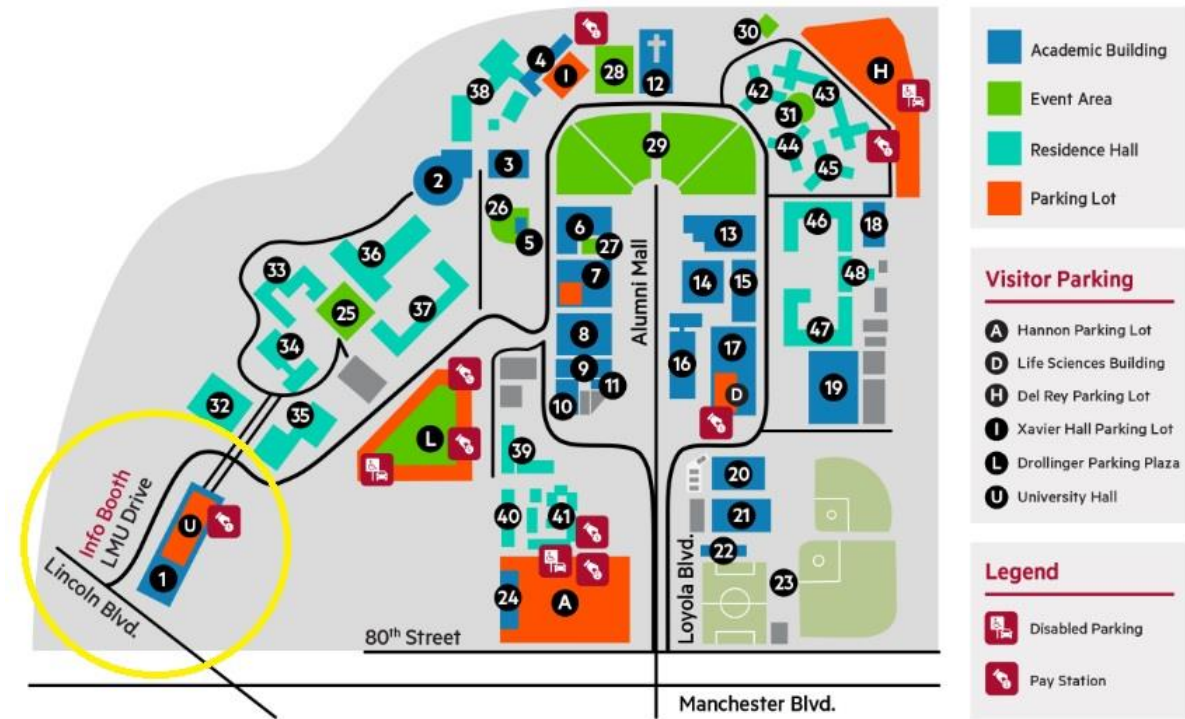 30
4
I
28
12
H
38
42
43
31
29
44
45
3
2
26
5
6
27
13
46
18
36
7
14
15
48
33
Alumni Mall
25
37
8
17
47
34
16
9
11
D
19
32
10
35
L
39
20
Info Booth
LMU Drive
U
40
41
21
Lincoln Blvd.
1
22
24
A
Loyola Blvd.
23
80th Street
Manchester Blvd.
Academic Building
Event Area
Residence Hall
Parking Lot
Visitor Parking
A Hannon Parking Lot
D Life Sciences Building
H Del Rey Parking Lot
I Xavier Hall Parking Lot
L Drollinger Parking Plaza
U University Hall
Legend
Disabled Parking
Pay Station